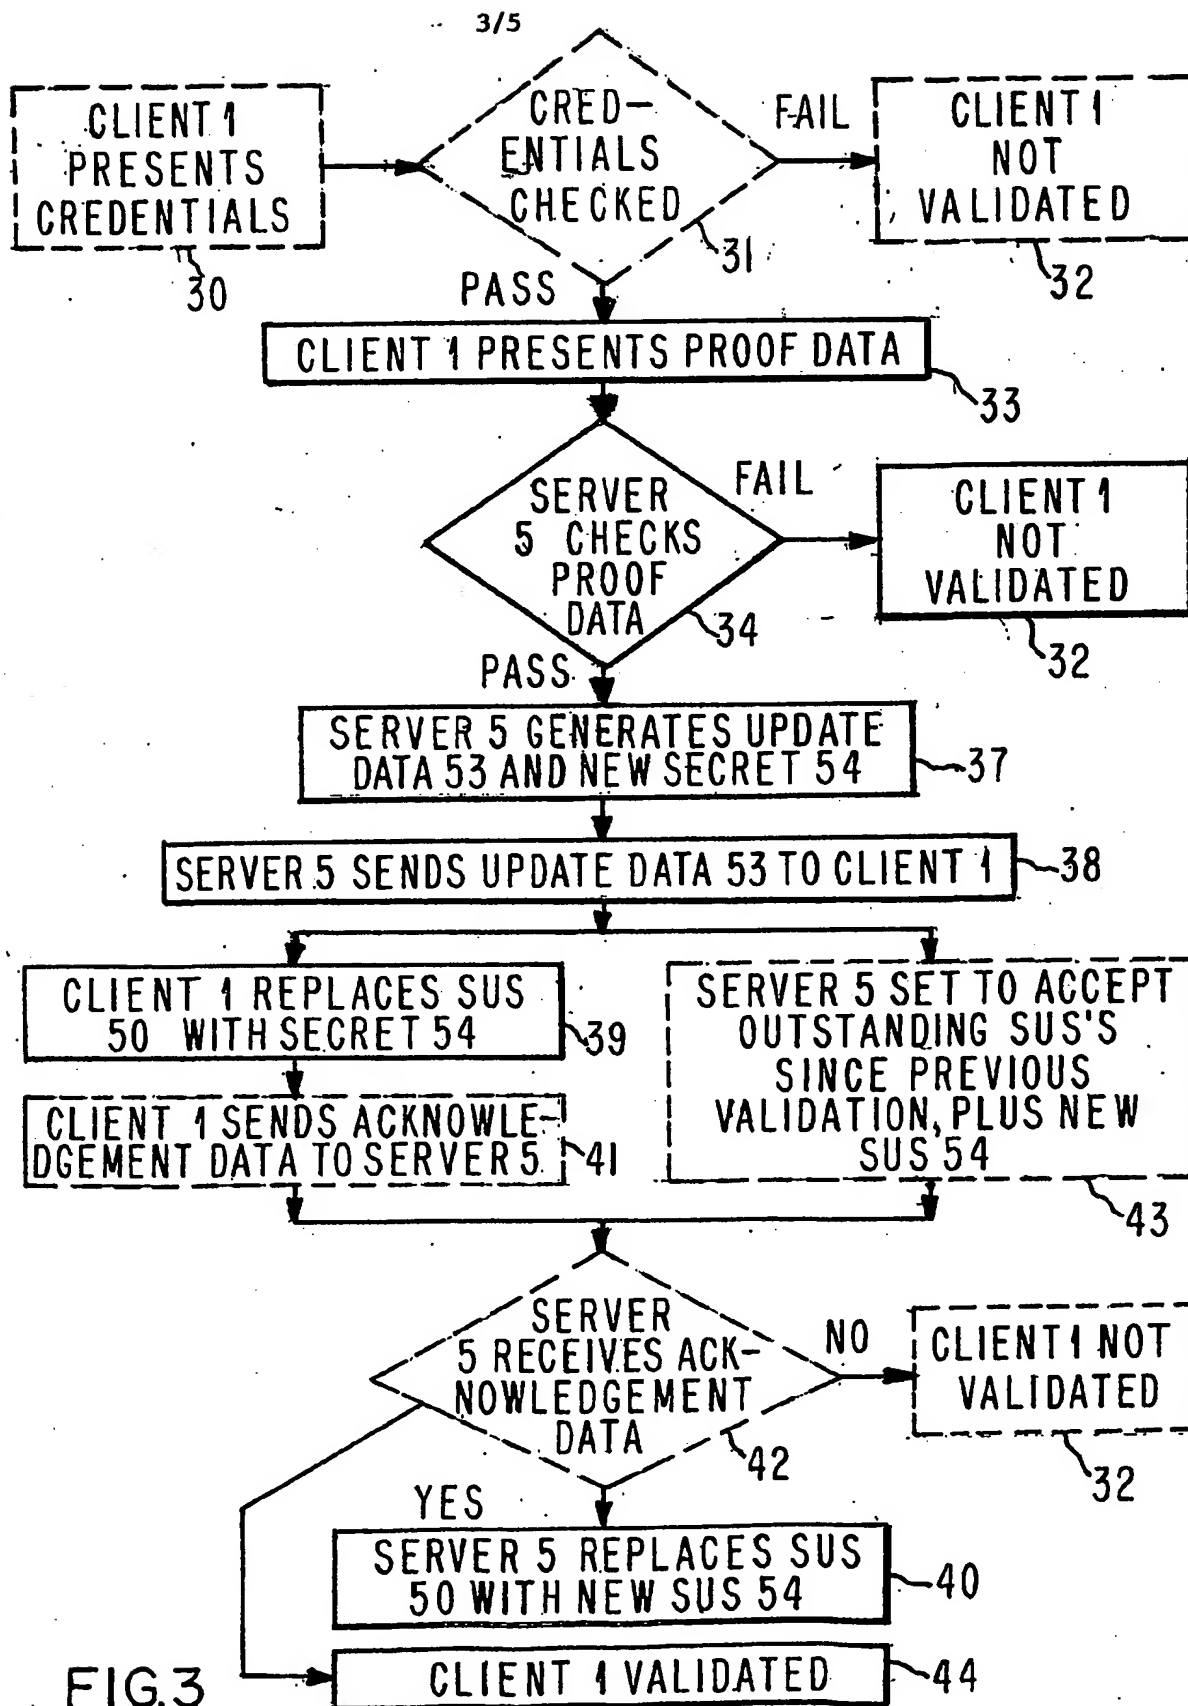 3/5
CLIENT 1
PRESENTS
CREDENTIALS
30
CRED-
ENTIALS
CHECKED
31
FAIL
CLIENT 1
NOT
VALIDATED
32
PASS
CLIENT 1 PRESENTS PROOF DATA
33
SERVER
5 CHECKS
PROOF
DATA
34
FAIL
CLIENT 1
NOT
VALIDATED
32
PASS
SERVER 5 GENERATES UPDATE
DATA 53 AND NEW SECRET 54
37
SERVER 5 SENDS UPDATE DATA 53 TO CLIENT 1
38
CLIENT 1 REPLACES SUS
50 WITH SECRET 54
39
CLIENT 1 SENDS ACKNOWLE-
DGEMENT DATA TO SERVER 5
41
SERVER 5 SET TO ACCEPT
OUTSTANDING SUS'S
SINCE PREVIOUS
VALIDATION, PLUS NEW
SUS 54
43
SERVER
5 RECEIVES ACK-
NOWLEDGEMENT
DATA
42
NO
CLIENT 1 NOT
VALIDATED
32
YES
SERVER 5 REPLACES SUS
50 WITH NEW SUS 54
40
CLIENT 1 VALIDATED
44
FIG.3